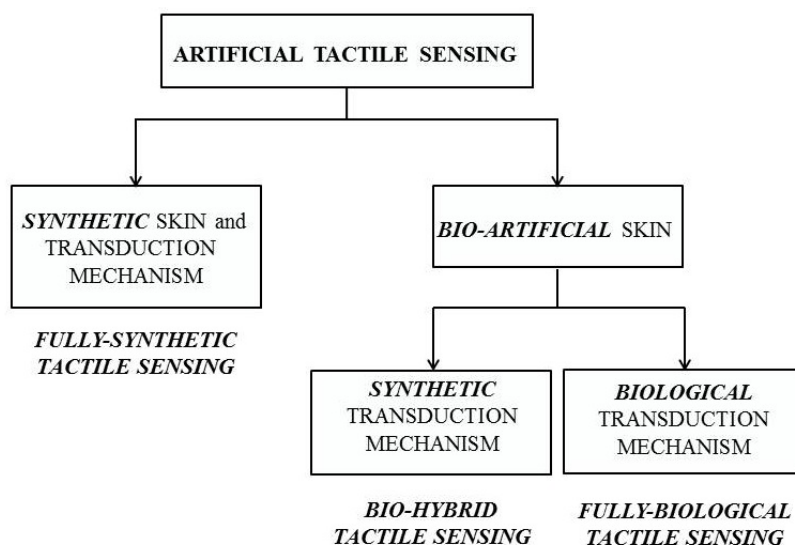 ARTIFICIAL TACTILE SENSING
SYNTHETIC SKIN and
TRANSDUCTION
MECHANISM
FULLY-SYNTHETIC
TACTILE SENSING
BIO-ARTIFICIAL SKIN
SYNTHETIC
TRANSDUCTION
MECHANISM
BIO-HYBRID
TACTILE SENSING
BIOLOGICAL
TRANSDUCTION
MECHANISM
FULLY-BIOLOGICAL
TACTILE SENSING